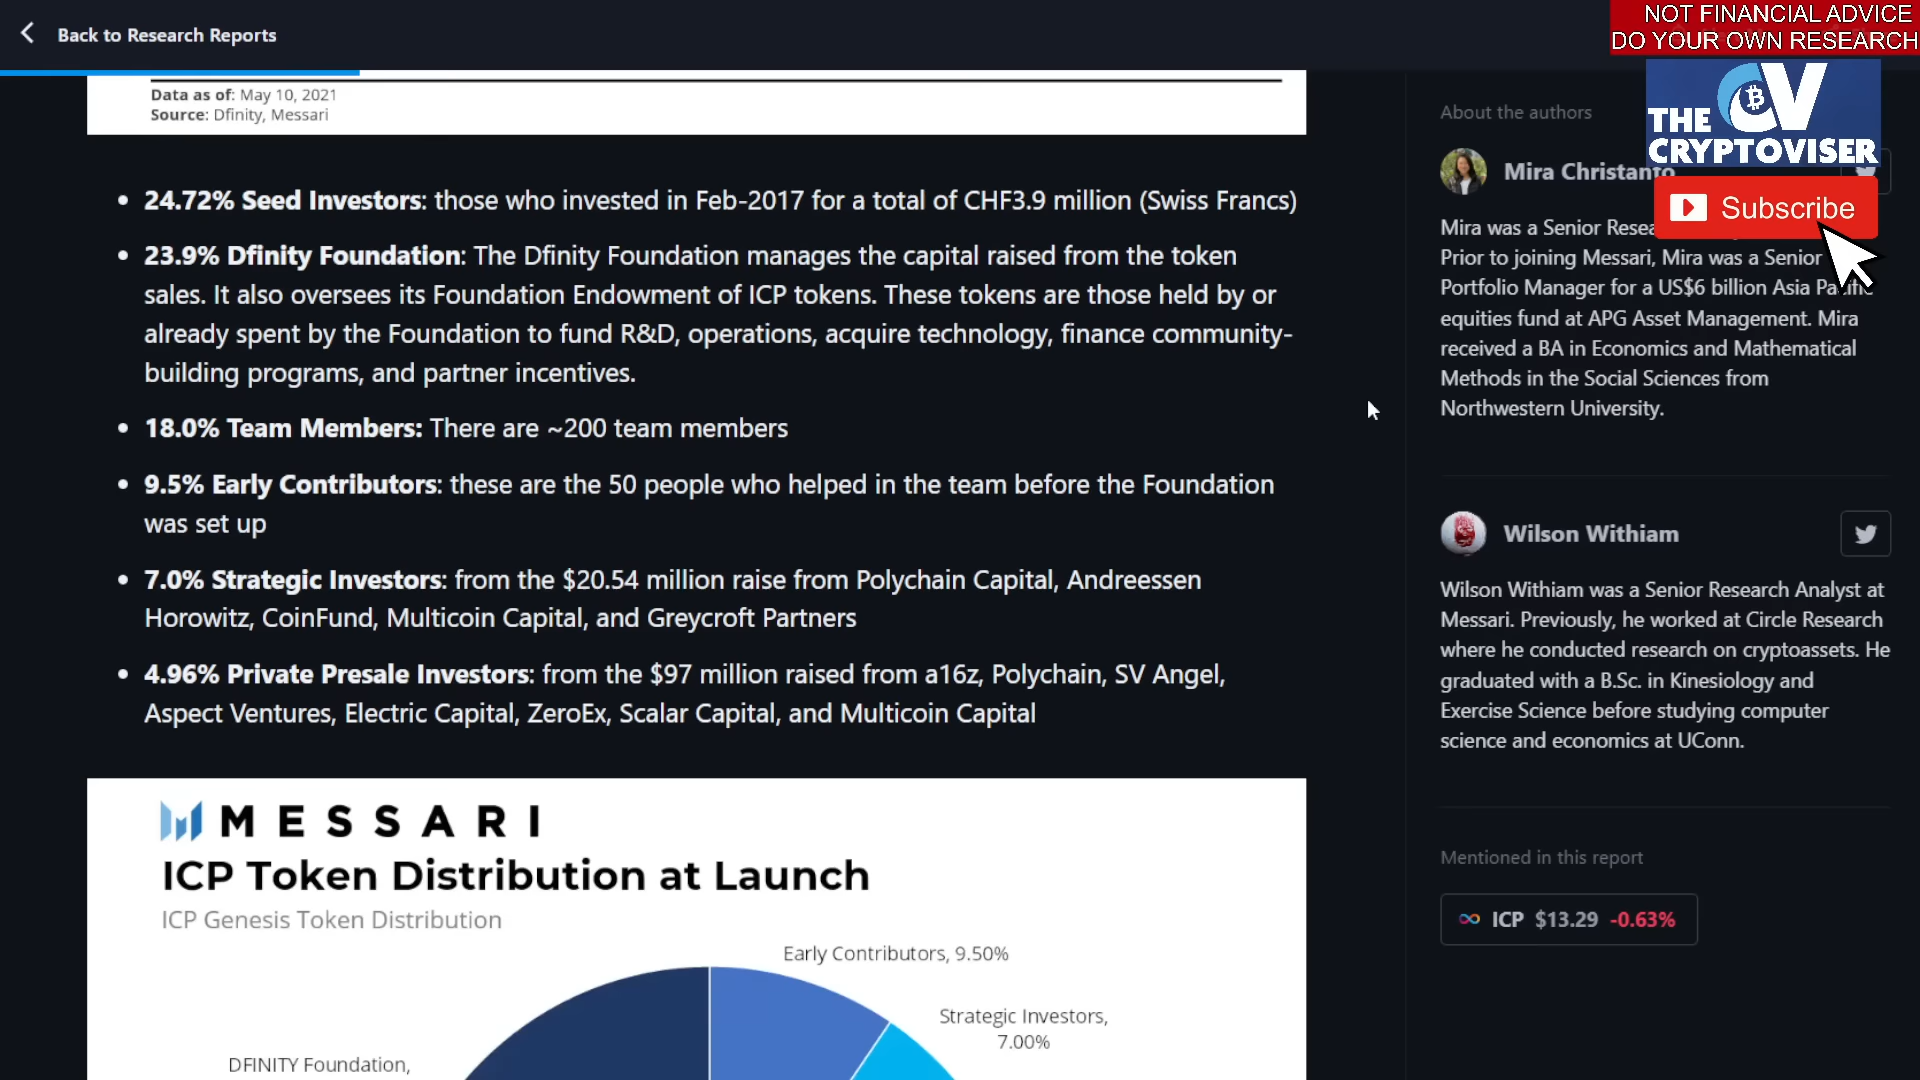 Back to Research Reports
NOT FINANCIAL ADVICE
DO YOUR OWN RESEARCH
Data as of: May 10, 2021
Source: Dfinity, Messari
• 24.72% Seed Investors: those who invested in Feb-2017 for a total of CHF3.9 million (Swiss Francs)
• 23.9% Dfinity Foundation: The Dfinity Foundation manages the capital raised from the token
sales. It also oversees its Foundation Endowment of ICP tokens. These tokens are those held by or
already spent by the Foundation to fund R&D, operations, acquire technology, finance community-
building programs, and partner incentives.
• 18.0% Team Members: There are ~200 team members
• 9.5% Early Contributors: these are the 50 people who helped in the team before the Foundation
was set up
• 7.0% Strategic Investors: from the $20.54 million raise from Polychain Capital, Andreessen
Horowitz, CoinFund, Multicoin Capital, and Greycroft Partners
• 4.96% Private Presale Investors: from the $97 million raised from a16z, Polychain, SV Angel,
Aspect Ventures, Electric Capital, ZeroEx, Scalar Capital, and Multicoin Capital
MESSARI
ICP Token Distribution at Launch
ICP Genesis Token Distribution
Early Contributors, 9.50%
Strategic Investors,
7.00%
DFINITY Foundation,
About the authors
THE CV
CRYPTOVISER
Subscribe
Mira Christanto
Mira was a Senior
Prior to joining Messari, Mira was a Senior
Portfolio Manager for a US$6 billion Asia Pacific
equities fund at APG Asset Management. Mira
received a BA in Economics and Mathematical
Methods in the Social Sciences from
Northwestern University.
Wilson Withiam
Wilson Withiam was a Senior Research Analyst at
Messari. Previously, he worked at Circle Research
where he conducted research on cryptoassets. He
graduated with a B.Sc. in Kinesiology and
Exercise Science before studying computer
science and economics at UConn.
Mentioned in this report
ICP $13.29 -0.63%